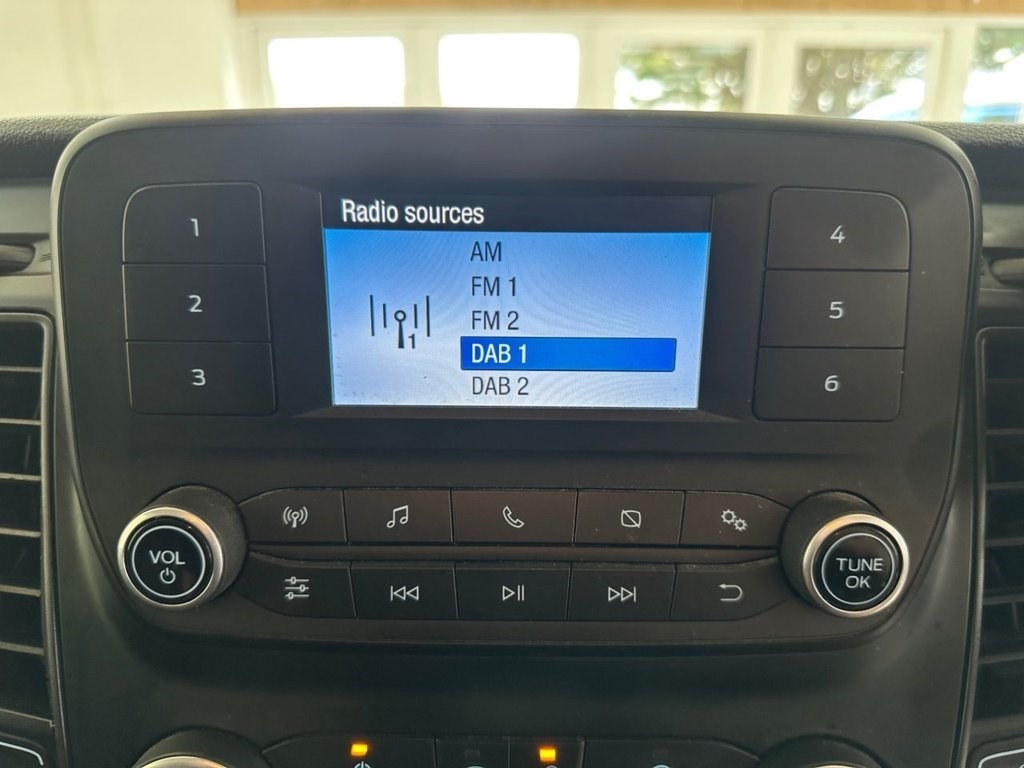 Radio sources
AM
FM 1
FM 2
DAB 1
DAB 2
1
1
2
3
4
5
6
VOL
TUNE
OK